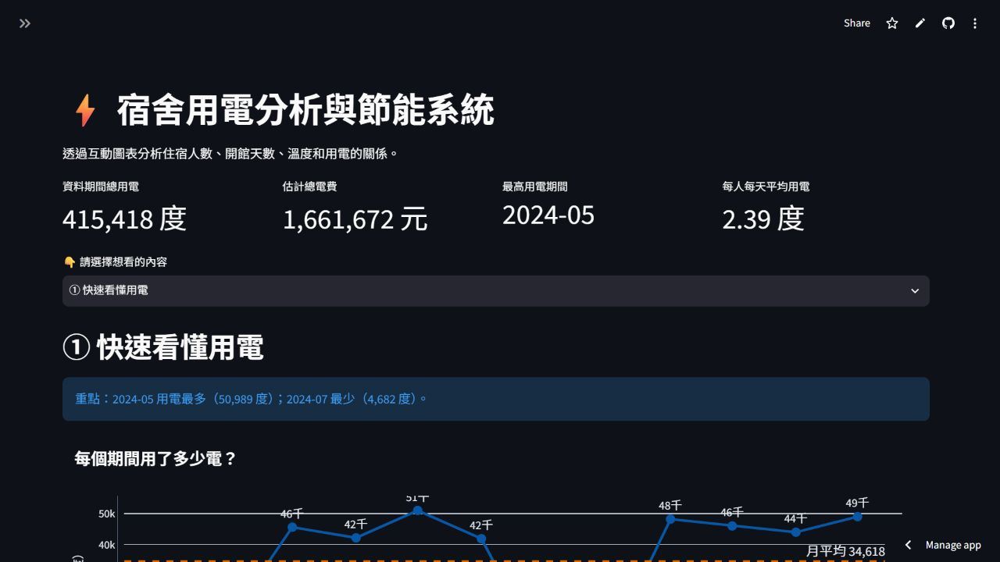 Share
⚡ 宿舍用電分析與節能系統
透過互動圖表分析住宿人數、開館天數、溫度和用電的關係。
資料期間總用電 估計總電費 最高用電期間 每人每天平均用電
415,418 度 1,661,672 元 2024-05 2.39 度
👇 請選擇想看的內容
① 快速看懂用電
① 快速看懂用電
重點：2024-05 用電最多（50,989 度）；2024-07 最少（4,682 度）。
每個期間用了多少電？
51千
50k 46千 42千 42千 48千 46千 44千 49千
40k
月平均 34,618
Manage app